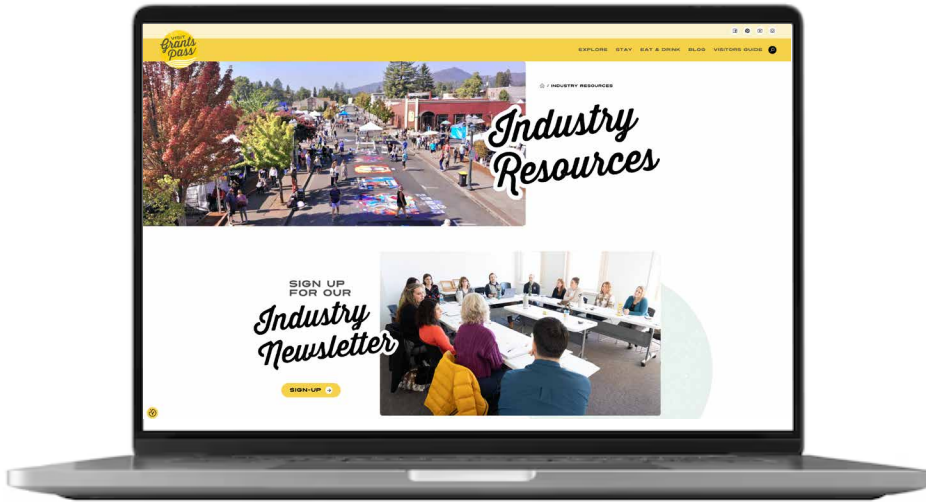 VISIT
Grants
Pass
EXPLORE STAY EAT & DRINK BLOG VISITORS GUIDE
/ INDUSTRY RESOURCES
Industry
Resources
SIGN UP
FOR OUR
Industry
Newsletter
SIGN-UP